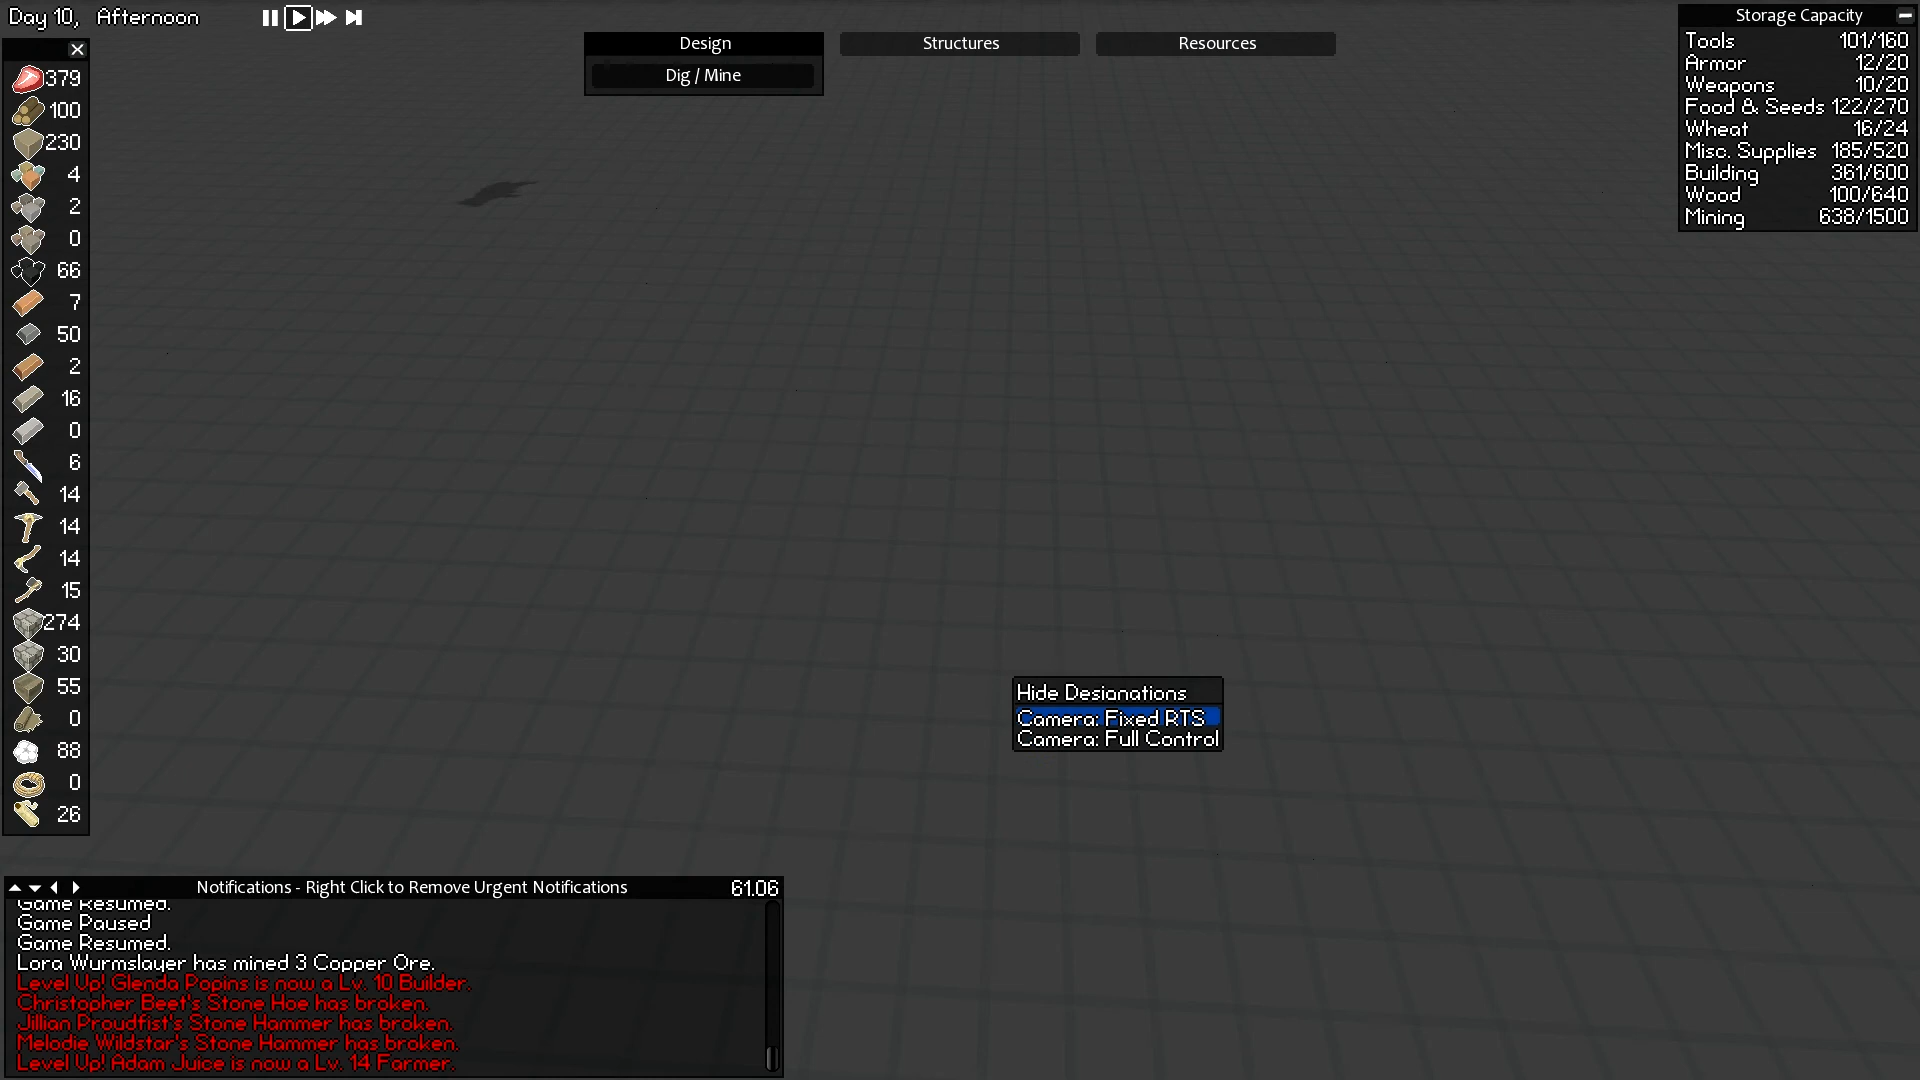 Day 10, Afternoon
Design
Dig / Mine
Structures
Resources
Storage Capacity
Tools 101/160
Armor 12/20
Weapons 10/20
Food & Seeds 122/270
Wheat 16/24
Misc. Supplies 185/520
Building 361/600
Wood 100/640
Mining 638/1500
379
100
230
4
2
0
66
7
50
2
16
0
6
14
14
14
15
274
30
55
0
88
0
26
Hide Designations
Camera: Fixed RTS
Camera: Full Control
Notifications - Right Click to Remove Urgent Notifications 61.06
Game Resumed.
Game Paused
Game Resumed.
Lora Wurmslayer has mined 3 Copper Ore.
Level Up! Glenda Popins is now a Lv. 10 Builder.
Christopher Beet's Stone Hoe has broken.
Jillian Proudfist's Stone Hammer has broken.
Melodie Wildstar's Stone Hammer has broken.
Level Up! Adam Juice is now a Lv. 14 Farmer.